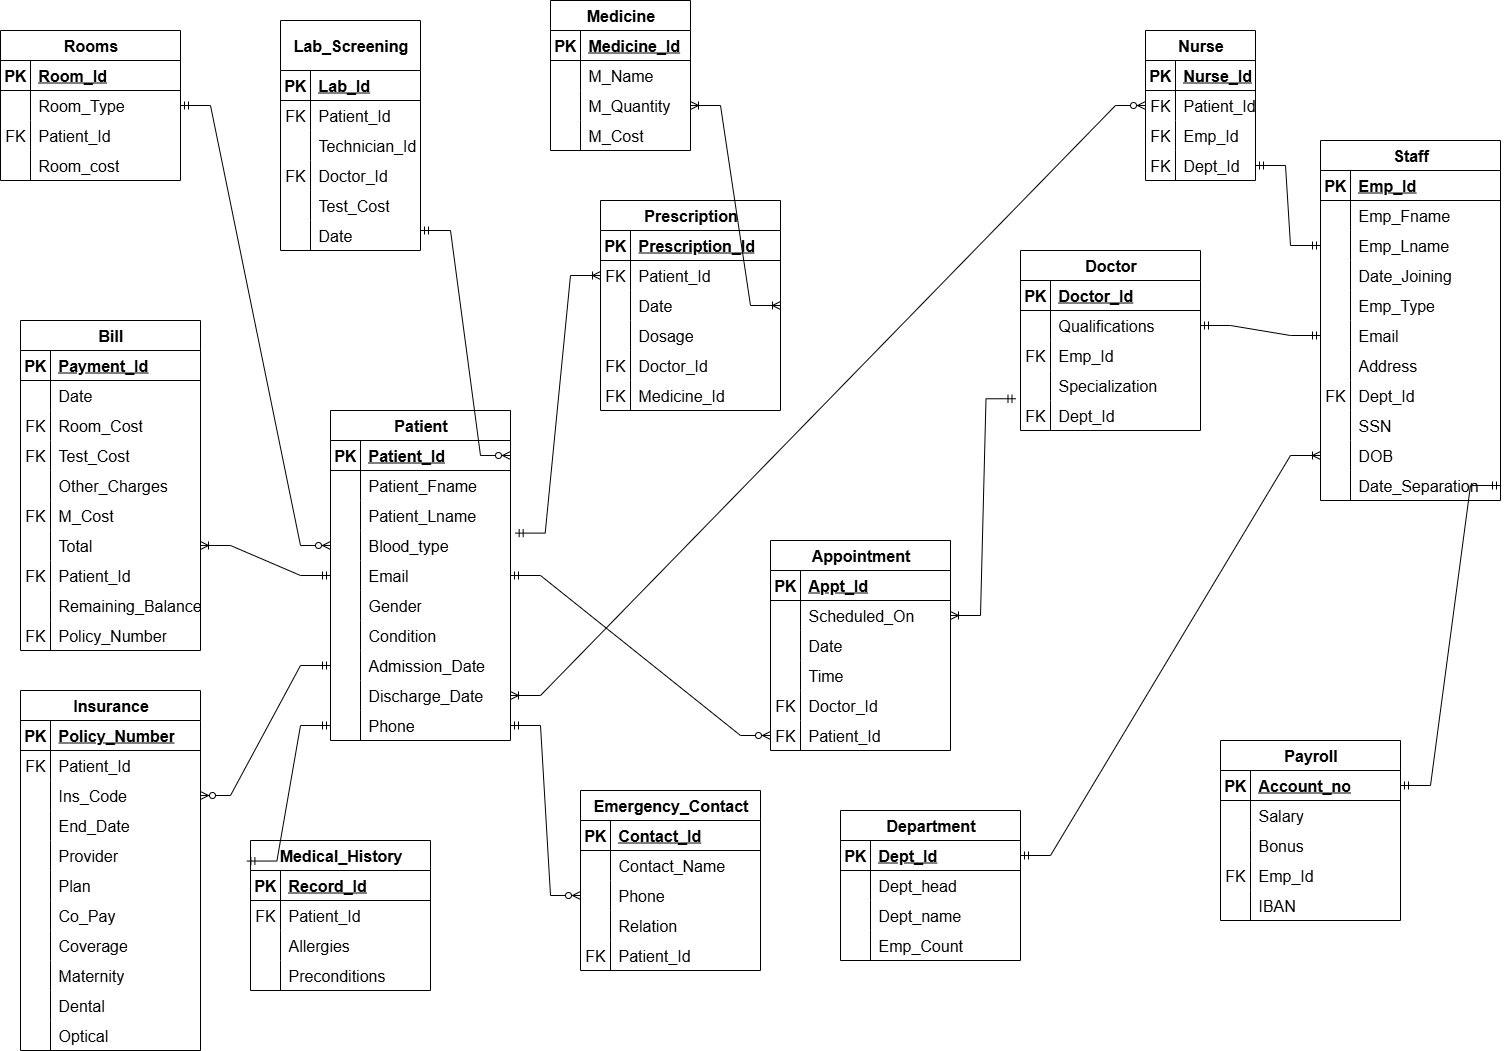 Rooms
PK Room_Id
Room_Type
FK Patient_Id
Room_cost
Lab_Screening
PK Lab_Id
FK Patient_Id
Technician_Id
FK Doctor_Id
Test_Cost
Date
Medicine
PK Medicine_Id
M_Name
M_Quantity
M_Cost
Nurse
PK Nurse_Id
FK Patient_Id
FK Emp_Id
FK Dept_Id
Staff
PK Emp_Id
Emp_Fname
Emp_Lname
Date_Joining
Emp_Type
Email
Address
FK Dept_Id
SSN
DOB
Date_Separation
Prescription
PK Prescription_Id
FK Patient_Id
Date
Dosage
FK Doctor_Id
FK Medicine_Id
Doctor
PK Doctor_Id
Qualifications
FK Emp_Id
Specialization
FK Dept_Id
Bill
PK Payment_Id
Date
FK Room_Cost
FK Test_Cost
Other_Charges
FK M_Cost
Total
FK Patient_Id
Remaining_Balance
FK Policy_Number
Patient
PK Patient_Id
Patient_Fname
Patient_Lname
Blood_type
Email
Gender
Condition
Admission_Date
Discharge_Date
Phone
Appointment
PK Appt_Id
Scheduled_On
Date
Time
FK Doctor_Id
FK Patient_Id
Insurance
PK Policy_Number
FK Patient_Id
Ins_Code
End_Date
Provider
Plan
Co_Pay
Coverage
Maternity
Dental
Optical
Medical_History
PK Record_Id
FK Patient_Id
Allergies
Preconditions
Emergency_Contact
PK Contact_Id
Contact_Name
Phone
Relation
FK Patient_Id
Department
PK Dept_Id
Dept_head
Dept_name
Emp_Count
Payroll
PK Account_no
Salary
Bonus
FK Emp_Id
IBAN